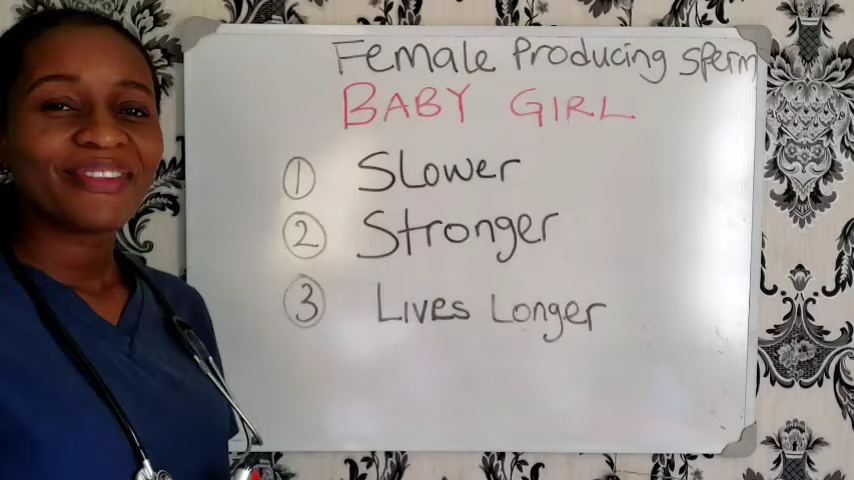 Female Producing sperm
BABY GIRL
① Slower
② Stronger
③ Lives Longer